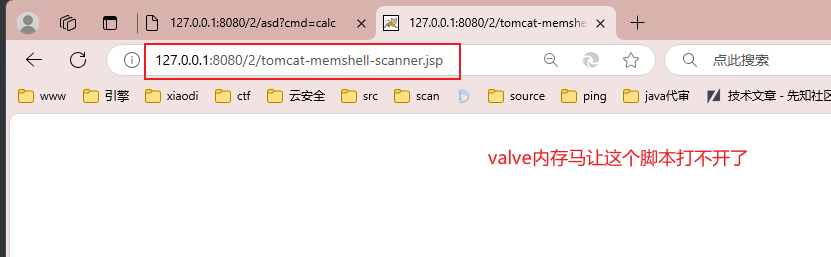 127.0.0.1:8080/2/asd?cmd=calc
127.0.0.1:8080/2/tomcat-memshe
127.0.0.1:8080/2/tomcat-memshell-scanner.jsp
点此搜索
www 引擎 xiaodi ctf 云安全 src scan source ping java代审 技术文章 - 先知社区
valve内存马让这个脚本打不开了